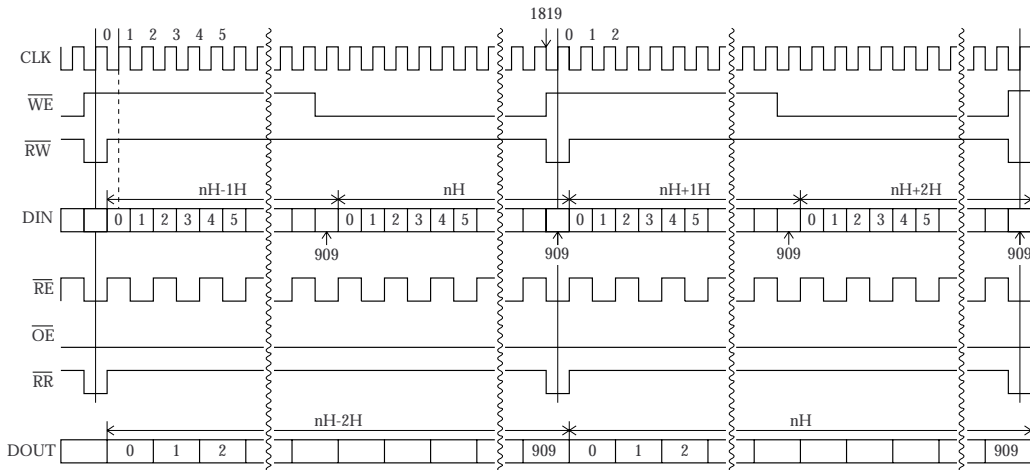 1819
0 1 2 3 4 5 0 1 2
CLK
WE
RW
nH-1H nH nH+1H nH+2H
DIN 0 1 2 3 4 5 0 1 2 3 4 5 0 1 2 3 4 5 0 1 2 3 4 5
909 909 909 909
RE
OE
RR
nH-2H nH
DOUT 0 1 2 909 0 1 2 909